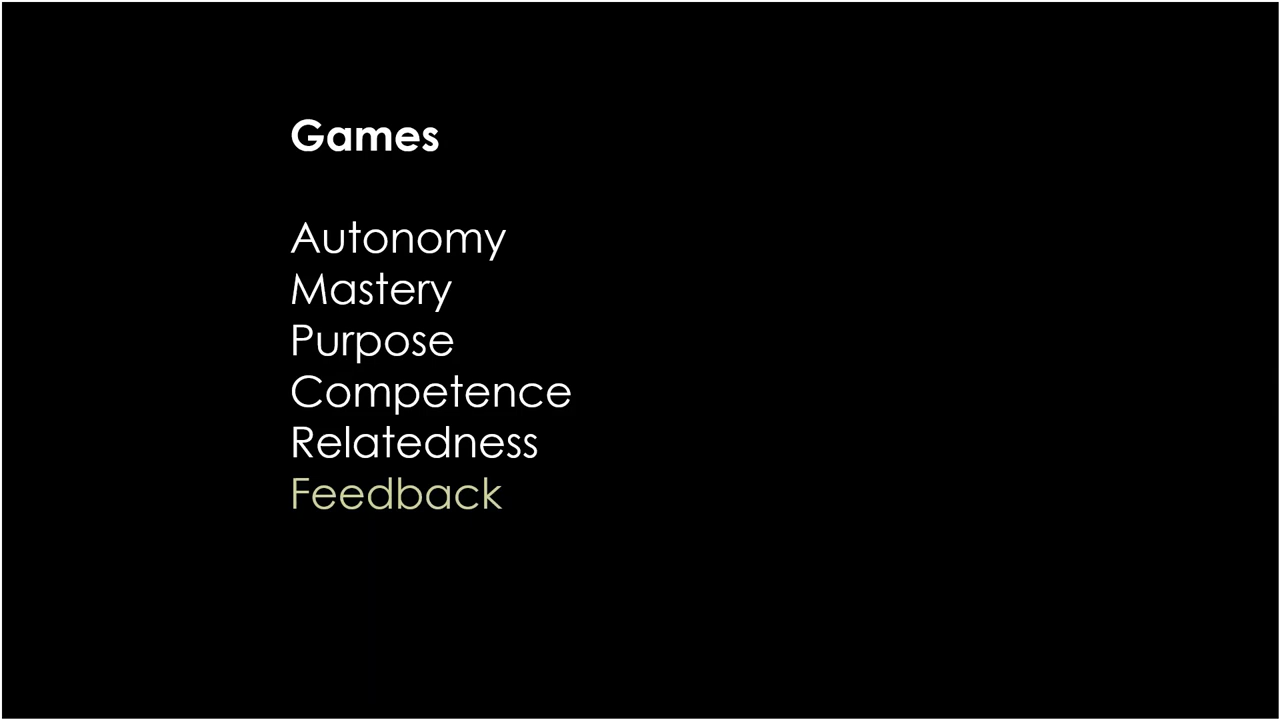 Games
Autonomy
Mastery
Purpose
Competence
Relatedness
Feedback